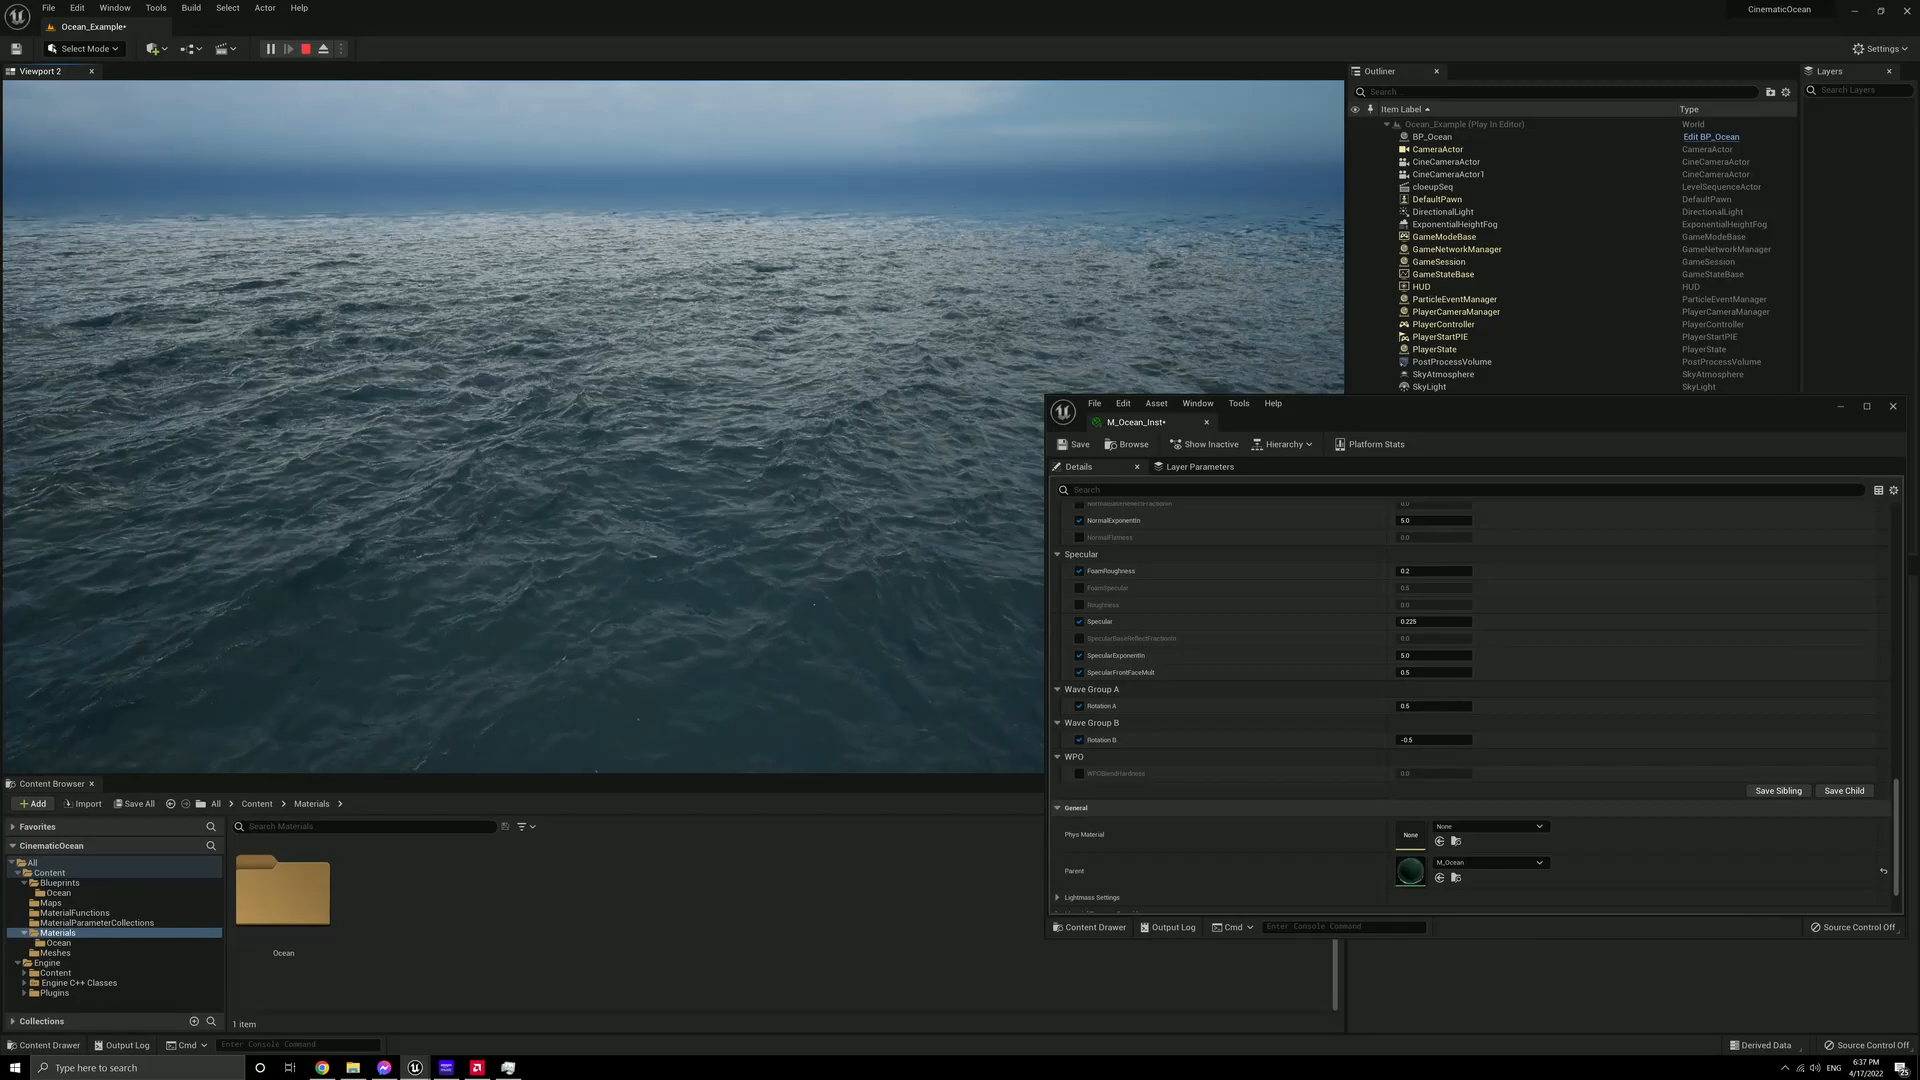 File Edit Window Tools Build Select Actor Help
CinematicOcean
Ocean_Example•
Select Mode
Settings
Viewport 2
Outliner
Layers
Search...
Search Layers
Item Label Type
Ocean_Example (Play In Editor) World
BP_Ocean Edit BP_Ocean
CameraActor CameraActor
CineCameraActor CineCameraActor
CineCameraActor1 CineCameraActor
cloeupSeq LevelSequenceActor
DefaultPawn DefaultPawn
DirectionalLight DirectionalLight
ExponentialHeightFog ExponentialHeightFog
GameModeBase GameModeBase
GameNetworkManager GameNetworkManager
GameSession GameSession
GameStateBase GameStateBase
HUD HUD
ParticleEventManager ParticleEventManager
PlayerCameraManager PlayerCameraManager
PlayerController PlayerController
PlayerStartPIE PlayerStartPIE
PlayerState PlayerState
PostProcessVolume PostProcessVolume
SkyAtmosphere SkyAtmosphere
SkyLight SkyLight
File Edit Asset Window Tools Help
M_Ocean_Inst•
Save Browse Show Inactive Hierarchy Platform Stats
Details Layer Parameters
Search
NormalBaseReflectFractionIn 0.0
NormalExponentIn 5.0
NormalFlatness 0.0
Specular
FoamRoughness 0.2
FoamSpecular 0.5
Roughness 0.0
Specular 0.225
SpecularBaseReflectFractionIn 0.0
SpecularExponentIn 5.0
SpecularFrontFaceMult 0.5
Wave Group A
Rotation A 0.5
Wave Group B
Rotation B -0.5
WPO
WPOBlendHardness 0.0
Save Sibling Save Child
General
Phys Material None None
Parent M_Ocean
Lightmass Settings
Content Drawer Output Log Cmd Enter Console Command Source Control Off
Content Browser
Add Import Save All All Content Materials
Favorites
Search Materials
CinematicOcean
All
Content
Blueprints
Ocean
Maps
MaterialFunctions
MaterialParameterCollections
Materials
Ocean
Meshes
Engine
Content
Engine C++ Classes
Plugins
Ocean
Collections
1 item
Content Drawer Output Log Cmd Enter Console Command Derived Data Source Control Off
Type here to search
ENG
6:37 PM
4/17/2022
25